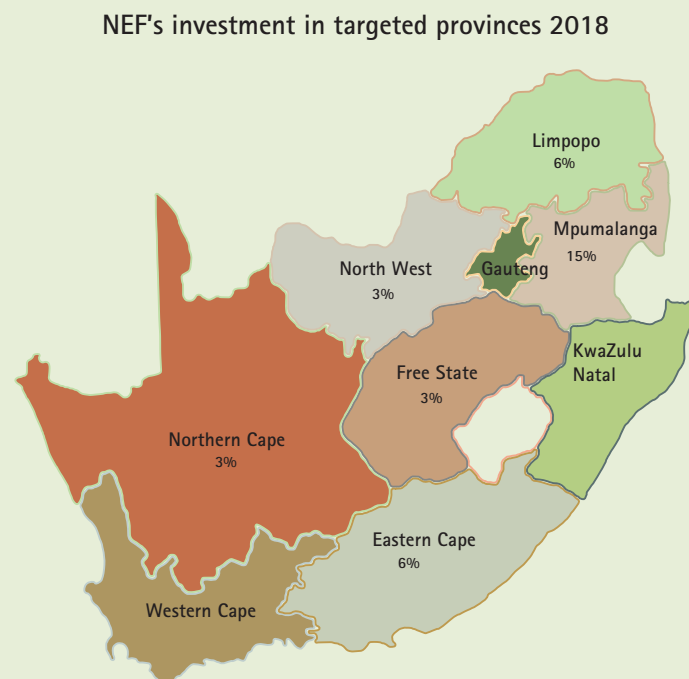 NEF's investment in targeted provinces 2018
Limpopo
6%
Mpumalanga
15%
North West
3%
Gauteng
KwaZulu
Natal
Free State
3%
Northern Cape
3%
Eastern Cape
6%
Western Cape